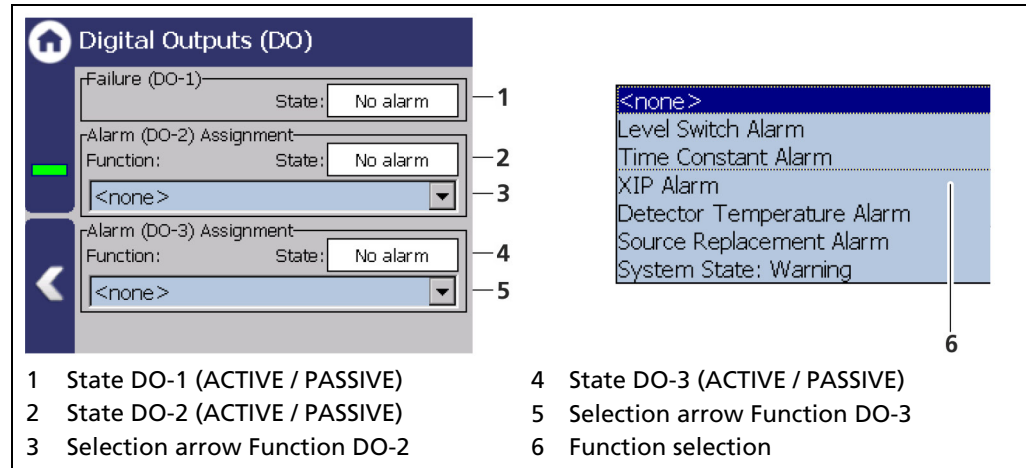 Digital Outputs (DO)
Failure (DO-1)
State: No alarm 1
Alarm (DO-2) Assignment
Function: State: No alarm 2
<none> 3
Alarm (DO-3) Assignment
Function: State: No alarm 4
<none> 5
<none>
Level Switch Alarm
Time Constant Alarm
XIP Alarm
Detector Temperature Alarm
Source Replacement Alarm
System State: Warning
6
1 State DO-1 (ACTIVE / PASSIVE)
2 State DO-2 (ACTIVE / PASSIVE)
3 Selection arrow Function DO-2
4 State DO-3 (ACTIVE / PASSIVE)
5 Selection arrow Function DO-3
6 Function selection